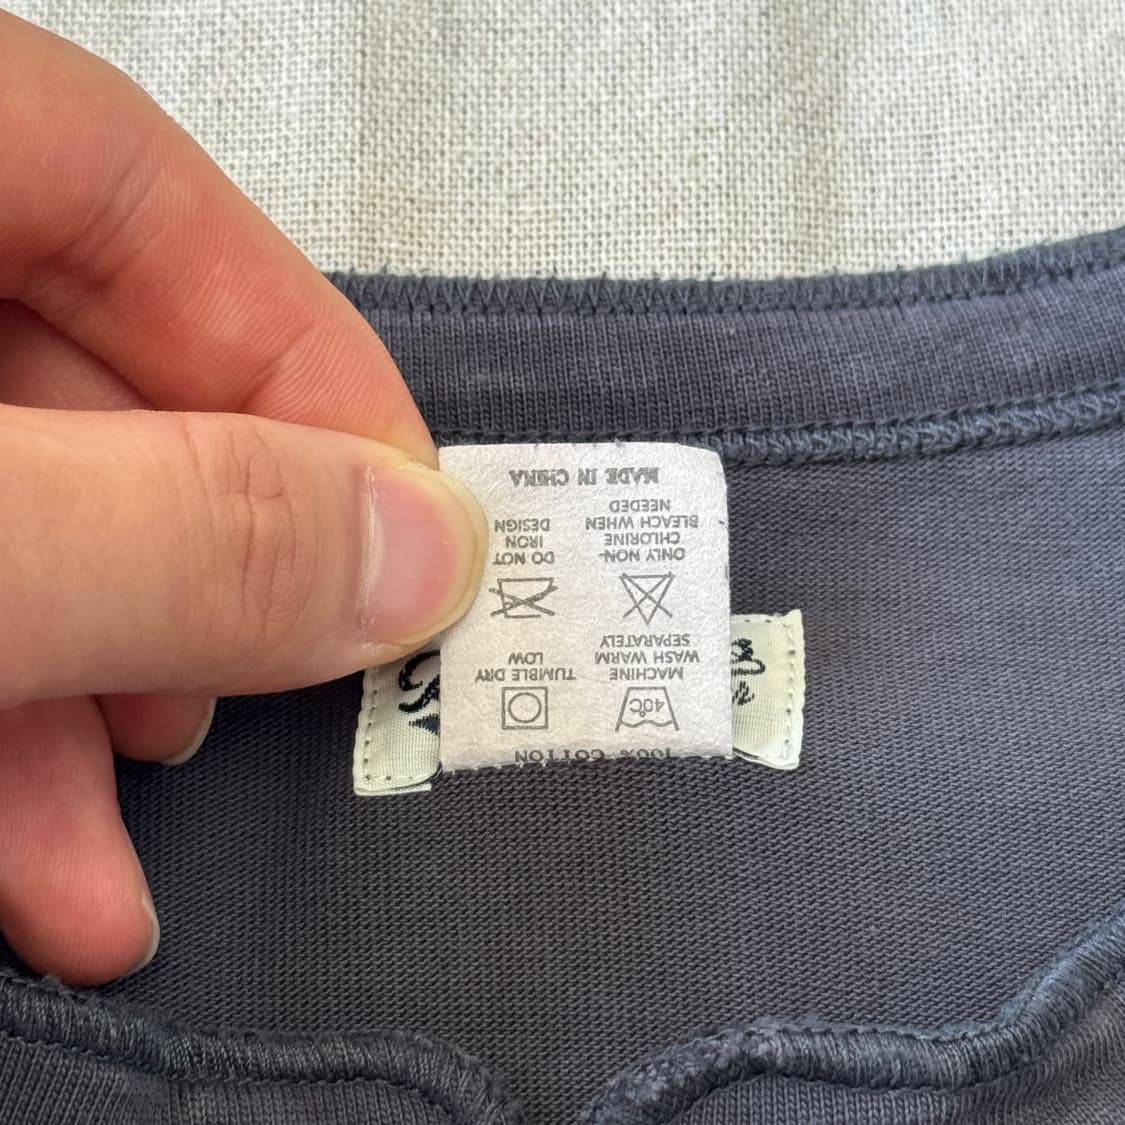 100% COTTON
40°C
MACHINE
WASH WARM
SEPARATELY
TUMBLE DRY
LOW
ONLY NON-
CHLORINE
BLEACH WHEN
NEEDED
DO NOT
IRON
DESIGN
MADE IN CHINA